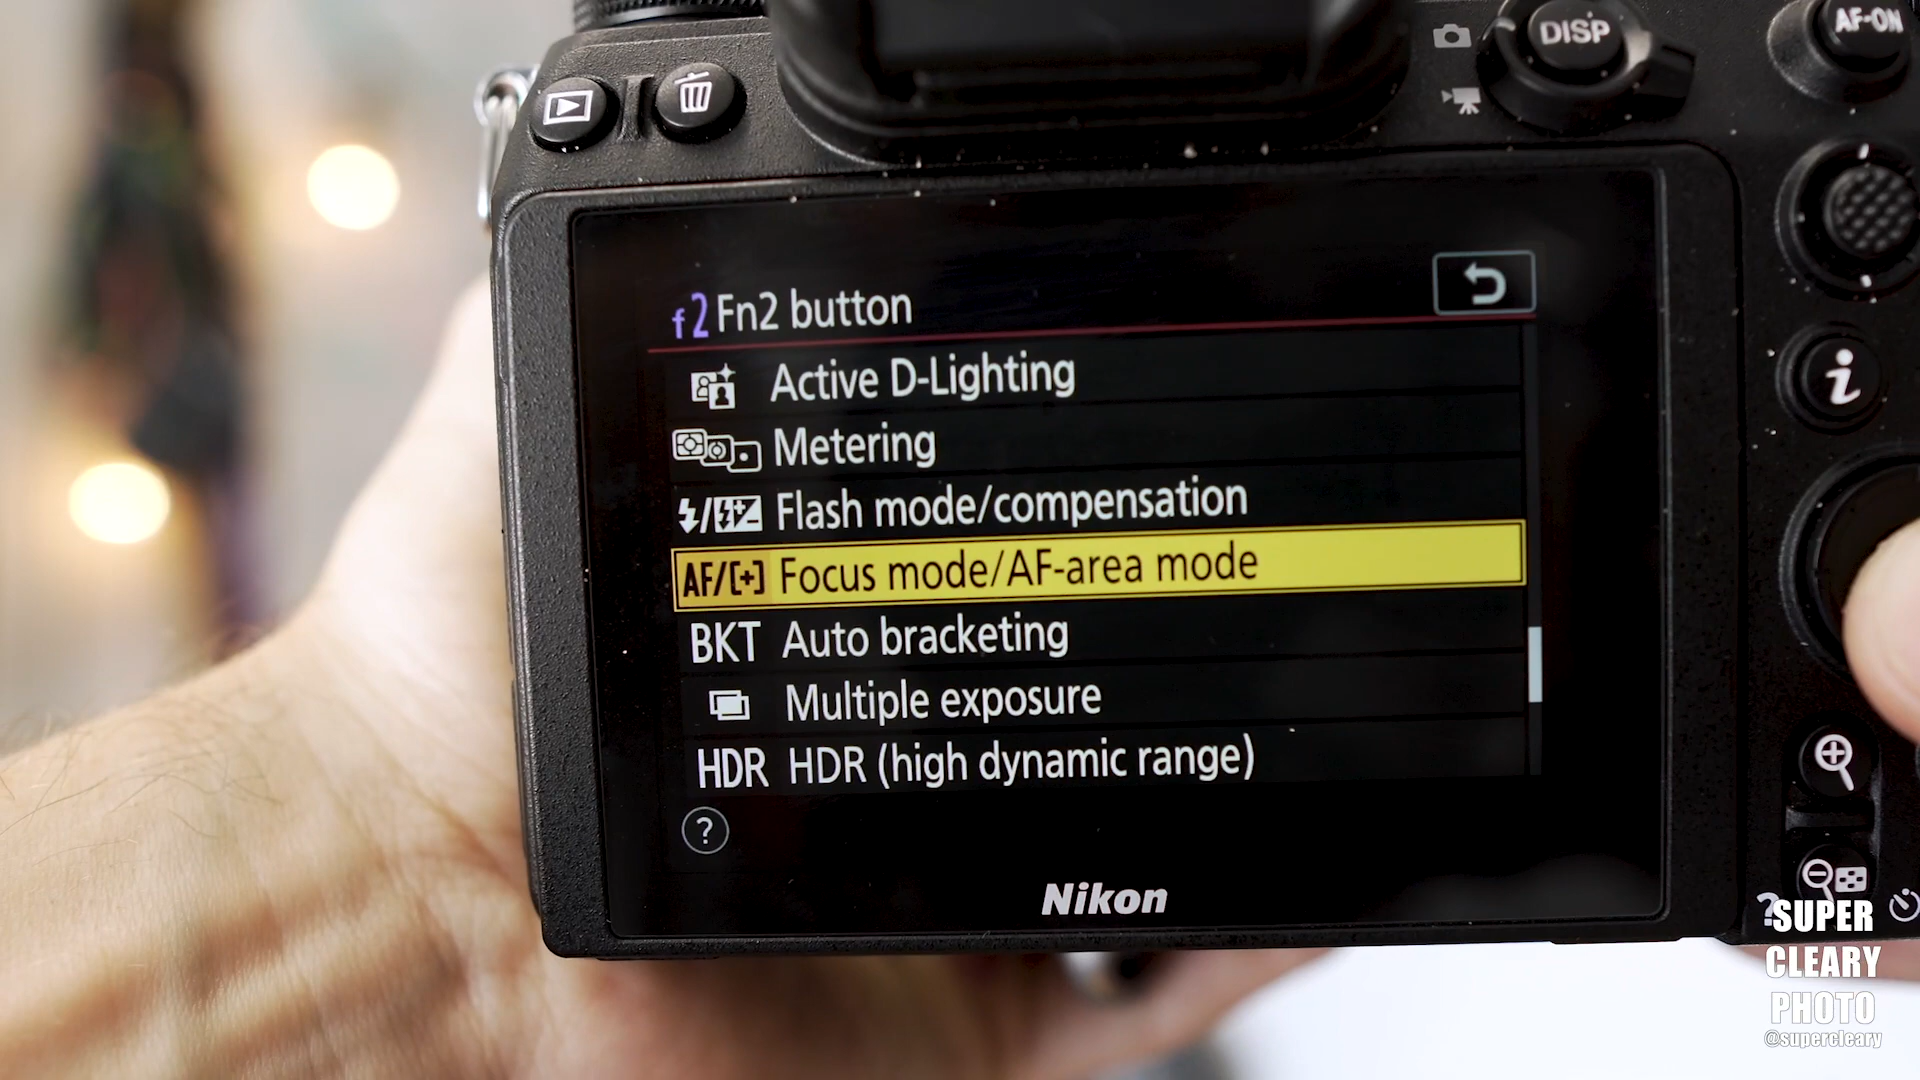 DISP
AF-ON
f2 Fn2 button
Active D-Lighting
Metering
Flash mode/compensation
AF/[+] Focus mode/AF-area mode
BKT Auto bracketing
Multiple exposure
HDR HDR (high dynamic range)
?
i
Nikon
?
SUPER
CLEARY
PHOTO
@supercleary